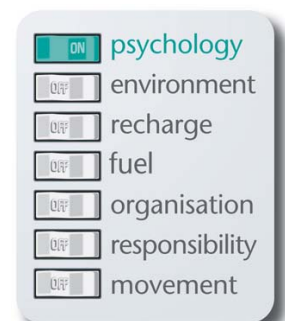 ON psychology
OFF environment
OFF recharge
OFF fuel
OFF organisation
OFF responsibility
OFF movement